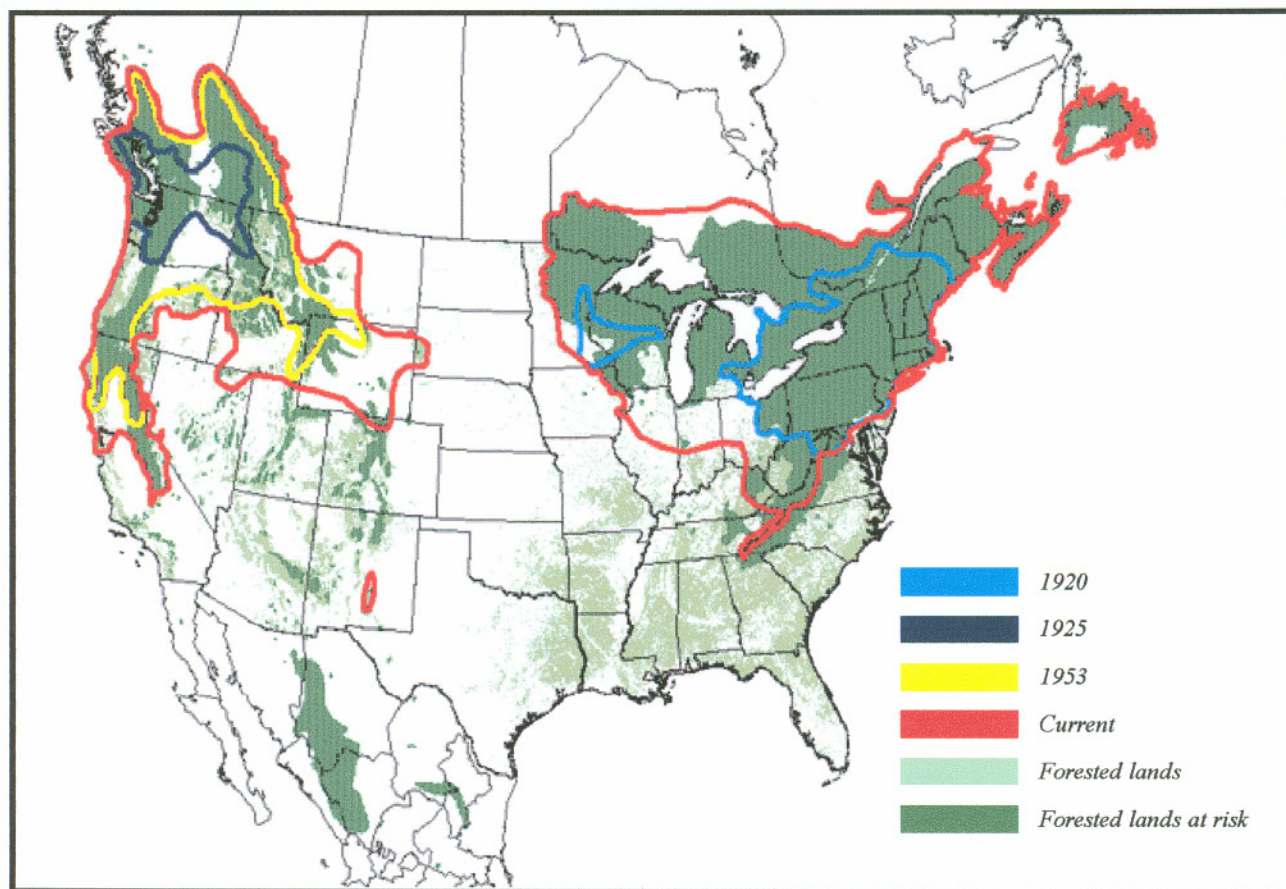 1920
1925
1953
Current
Forested lands
Forested lands at risk